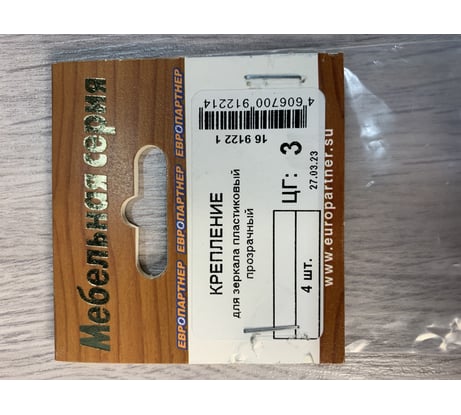 Мебельная серия
ЕВРОПАРТНЕР ЕВРОПАРТНЕР ЕВРОПАРТНЕР
4 606700 912214
16 9122 1
КРЕПЛЕНИЕ
для зеркала пластиковый
прозрачный
ЦГ: 3
4 шт.
27.03.23
www.europartner.su